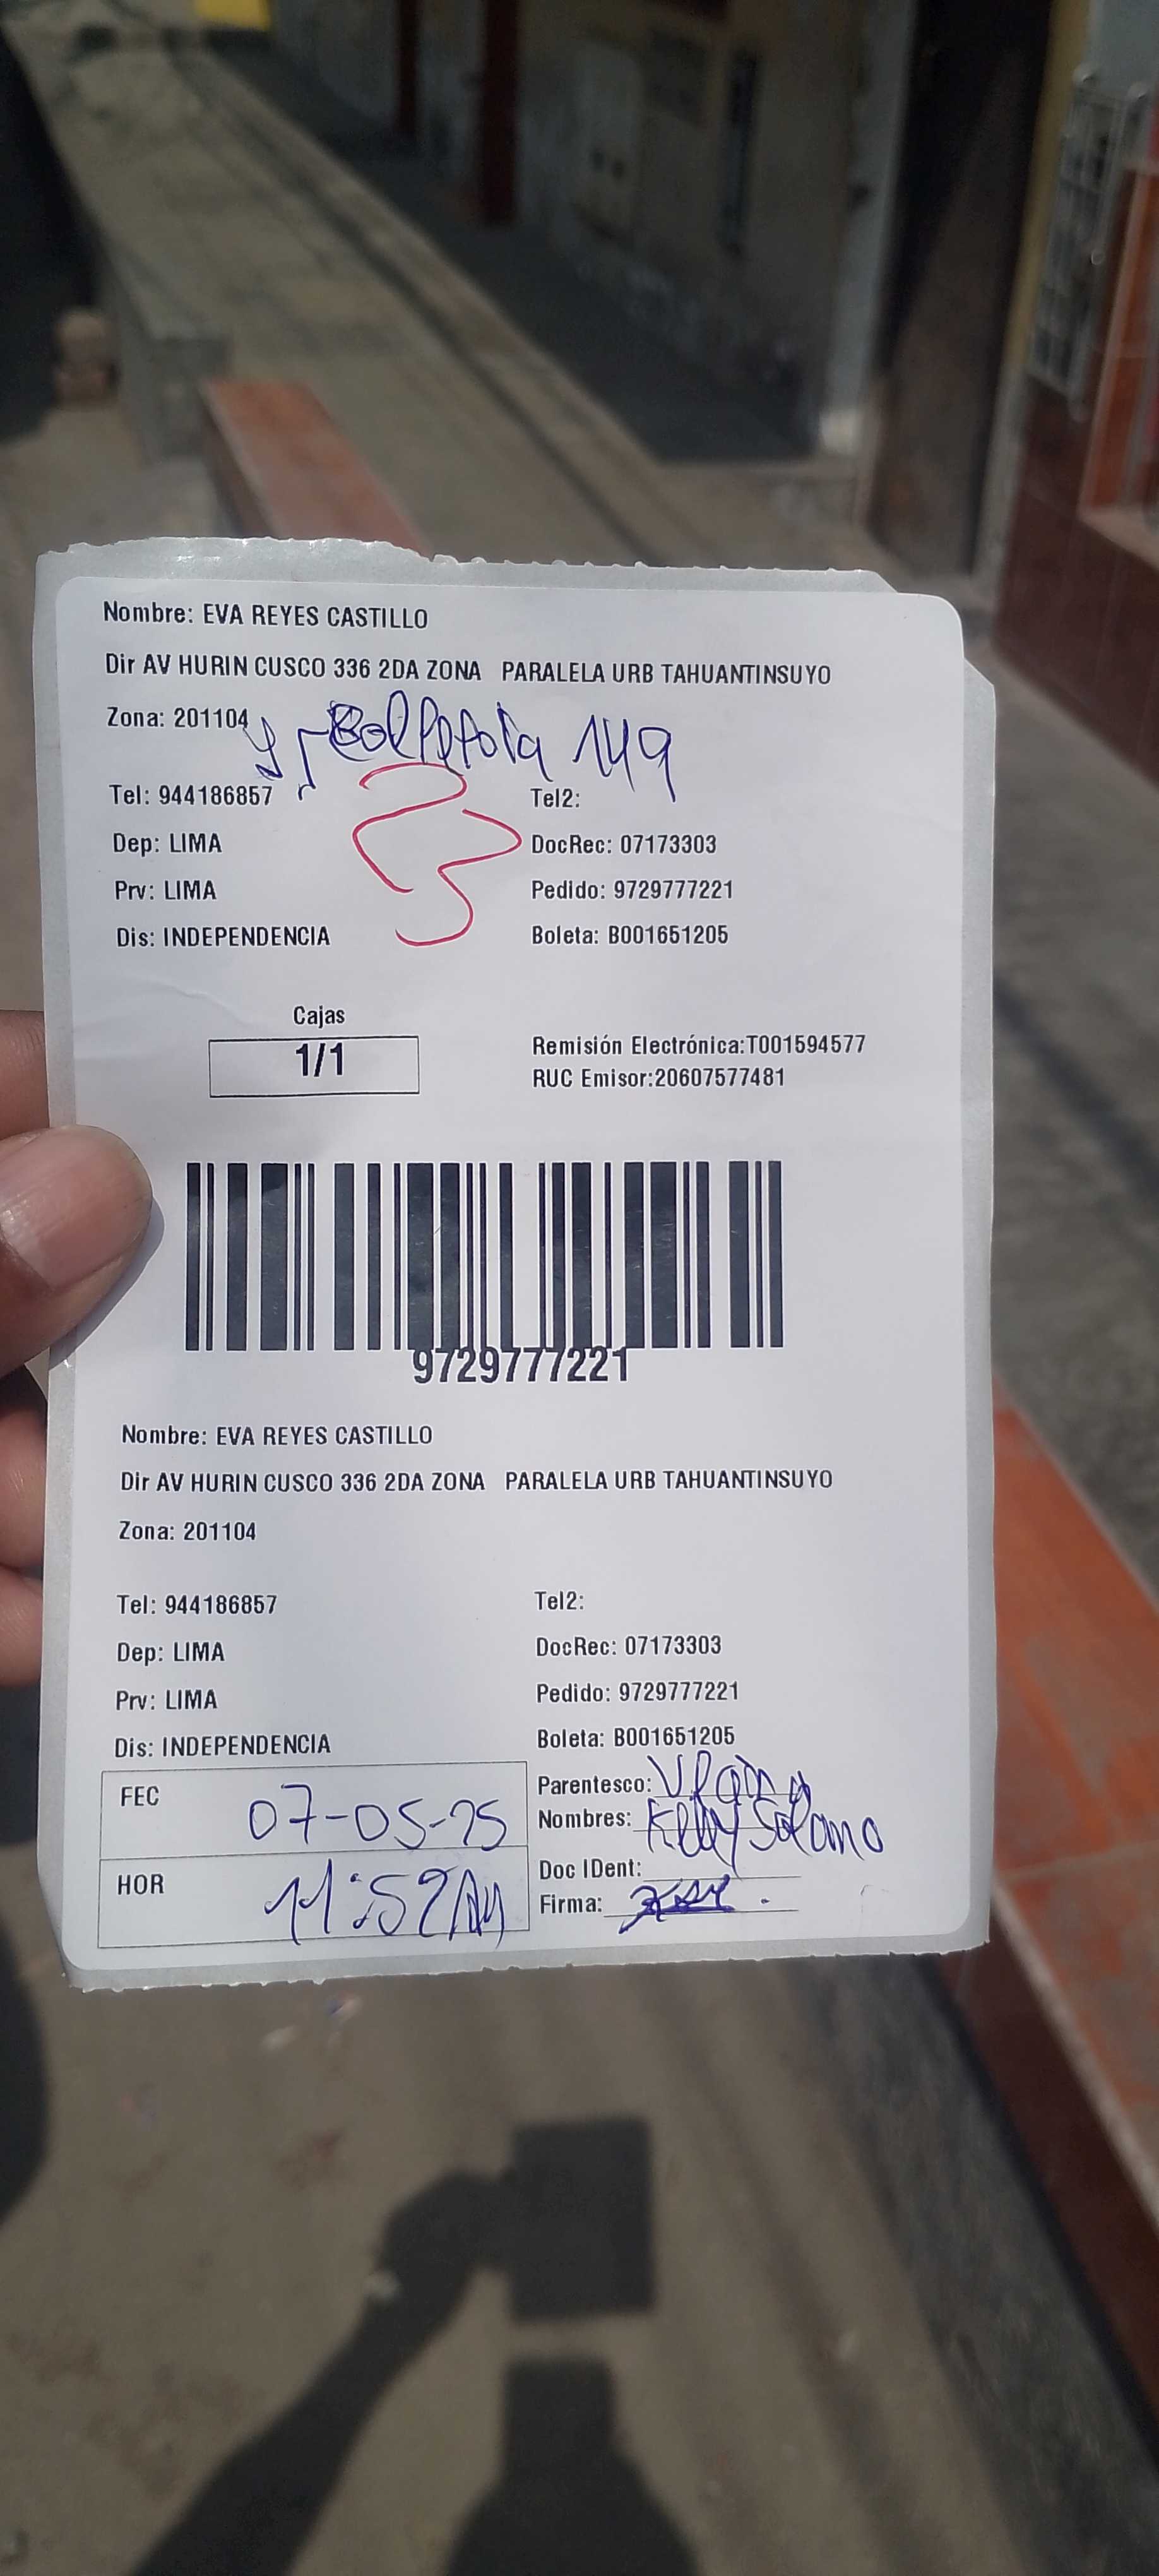 Nombre: EVA REYES CASTILLO
Dir AV HURIN CUSCO 336 2DA ZONA PARALELA URB TAHUANTINSUYO
Zona: 201104
149
Tel: 944186857 Tel2:
Dep: LIMA DocRec: 07173303
Prv: LIMA Pedido: 9729777221
Dis: INDEPENDENCIA Boleta: B001651205
Cajas
1/1
Remisión Electrónica:T001594577
RUC Emisor:20607577481
9729777221
Nombre: EVA REYES CASTILLO
Dir AV HURIN CUSCO 336 2DA ZONA PARALELA URB TAHUANTINSUYO
Zona: 201104
Tel: 944186857 Tel2:
Dep: LIMA DocRec: 07173303
Prv: LIMA Pedido: 9729777221
Dis: INDEPENDENCIA Boleta: B001651205
FEC 07-05-25
HOR 11:52AM
Parentesco:
Nombres: Kelly Solano
Doc IDent:
Firma: